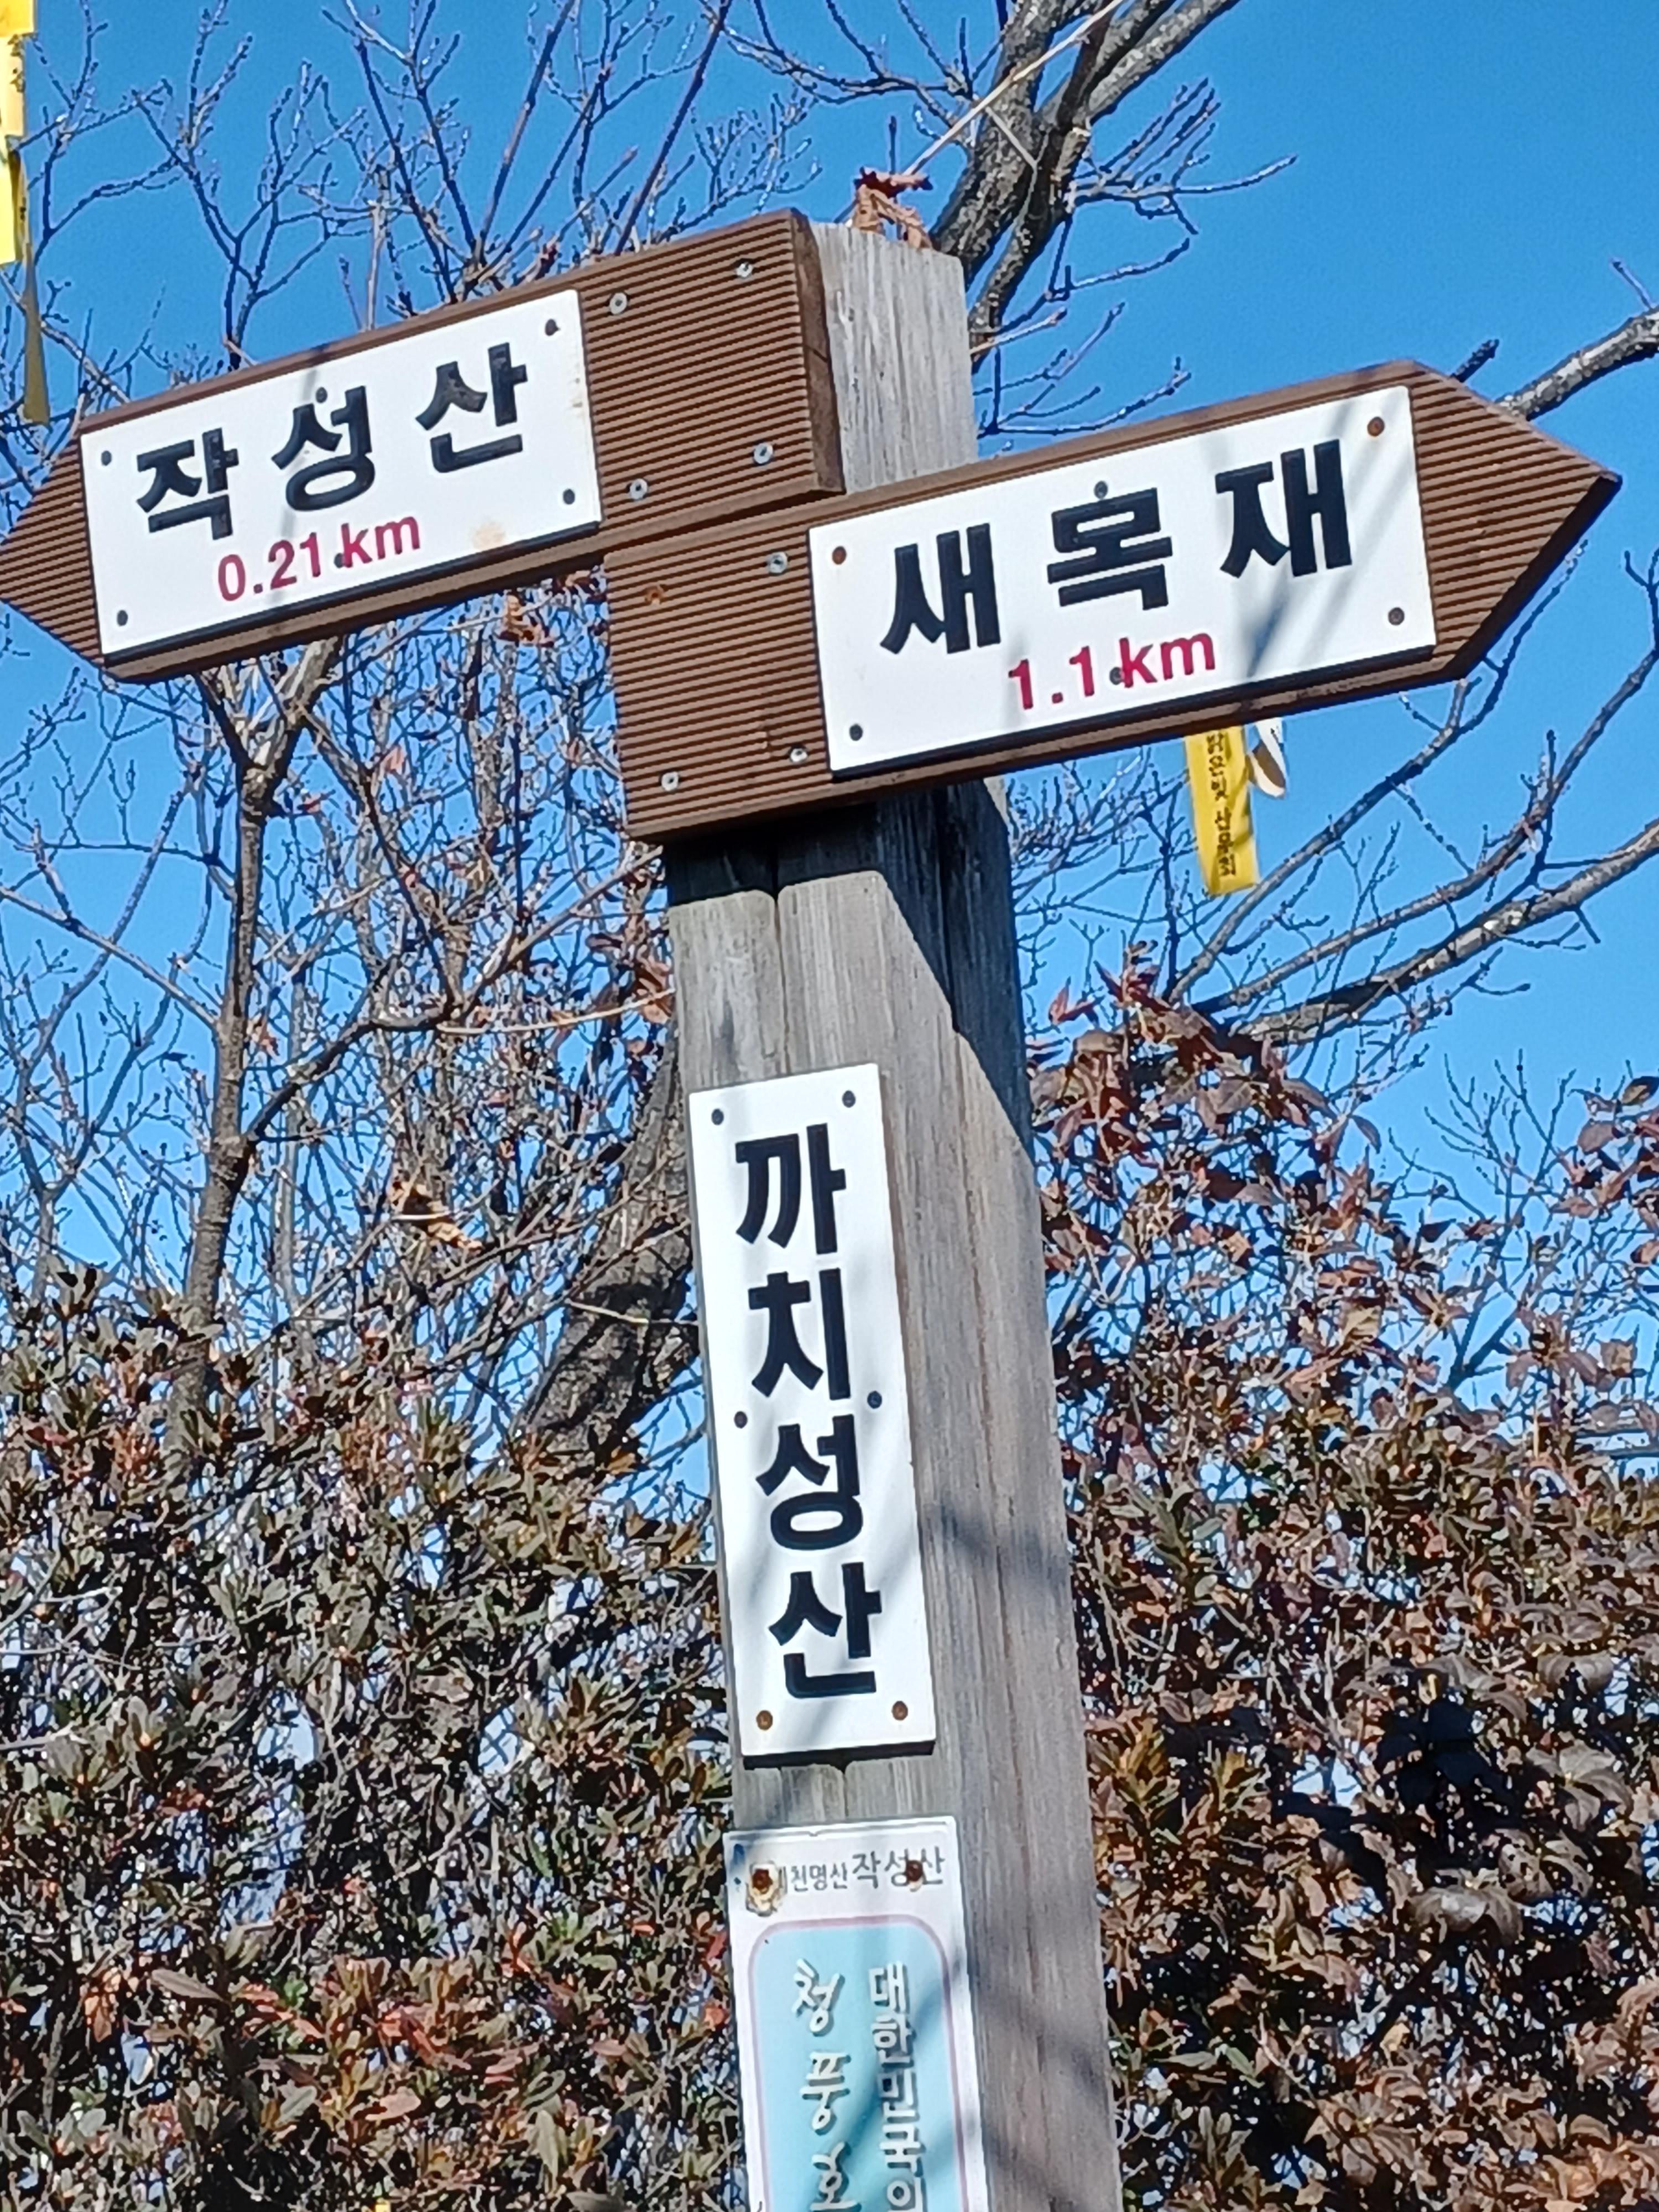 작성산
0.21 km
새목재
1.1 km
까치성산
제천명산 작성산
대한민국의
청풍호